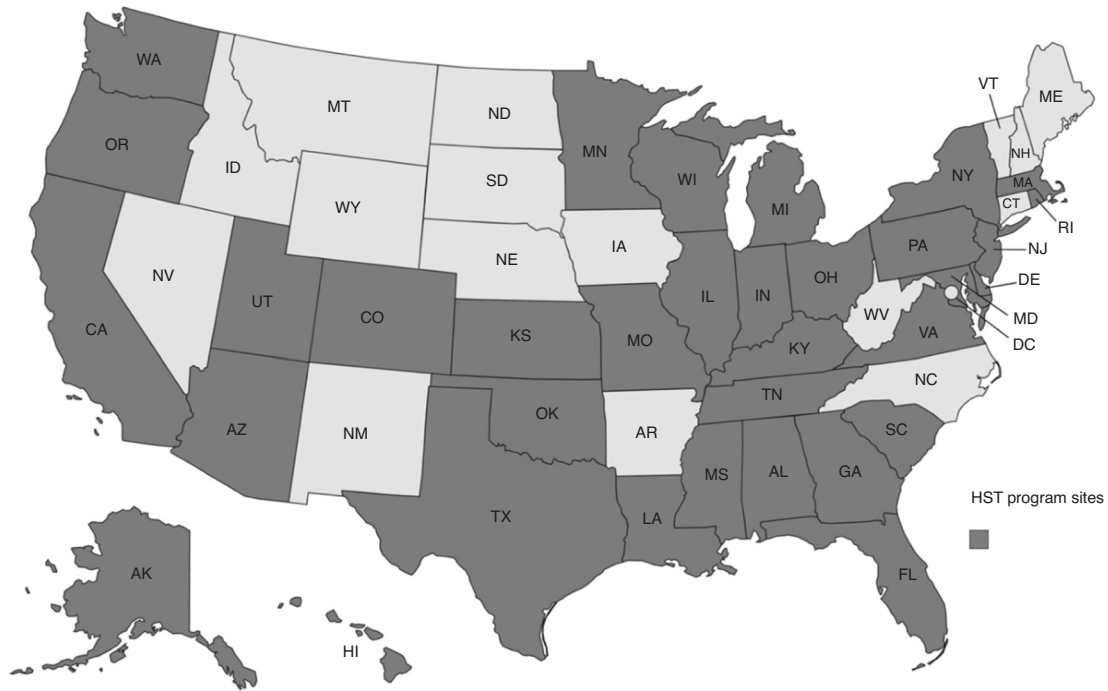 WA
MT
ND
MN
VT
ME
OR
ID
SD
WI
MI
NY
NH
MA
CT
RI
WY
IA
NE
PA
NJ
NV
UT
CO
IL
IN
OH
DE
MD
DC
CA
KS
MO
KY
WV
VA
NC
TN
AZ
NM
OK
AR
SC
MS
AL
GA
TX
LA
FL
HST program sites
AK
HI